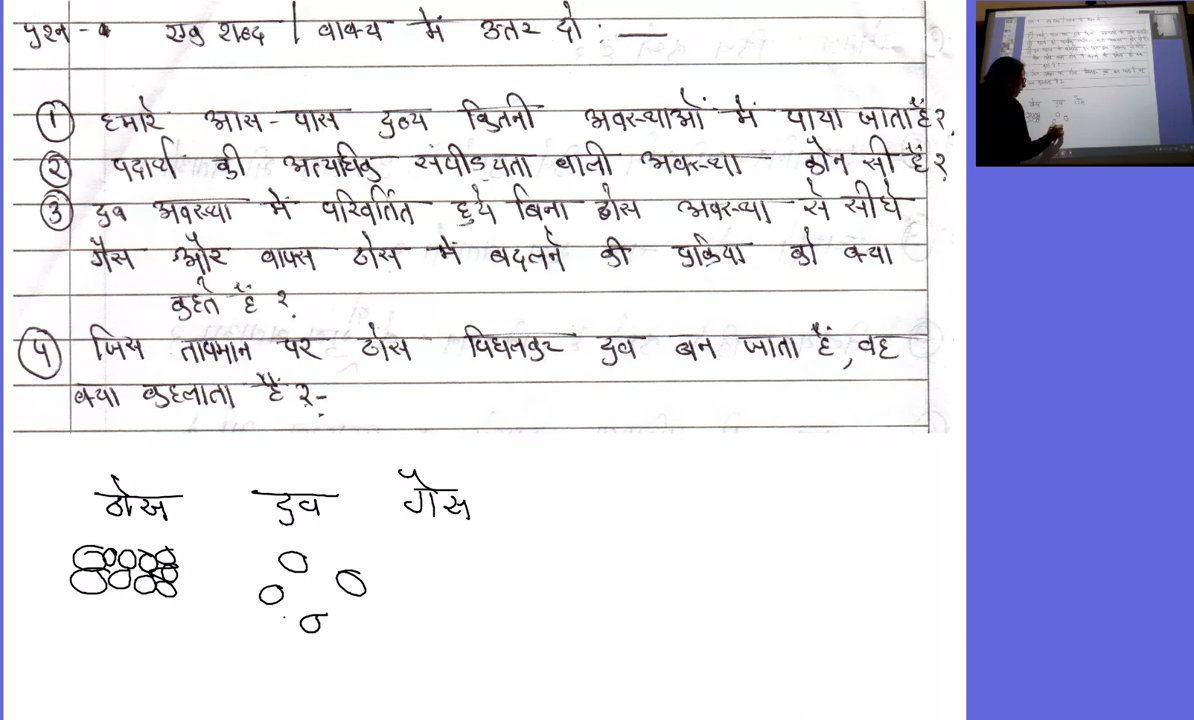 प्रश्न - एक शब्द / वाक्य में उत्तर दो : —
① हमारे आस-पास द्रव्य कितनी अवस्थाओं में पाया जाता है?
② पदार्थ की अत्यधिक संपीड्यता वाली अवस्था कौन सी है?
③ द्रव अवस्था में परिवर्तित हुये बिना ठोस अवस्था से सीधे
गैस और वापस ठोस में बदलने की प्रक्रिया को क्या
कहते हैं ?
④ जिस तापमान पर ठोस पिघलकर द्रव बन जाता है, वह
क्या कहलाता है ?-
ठोस द्रव गैस